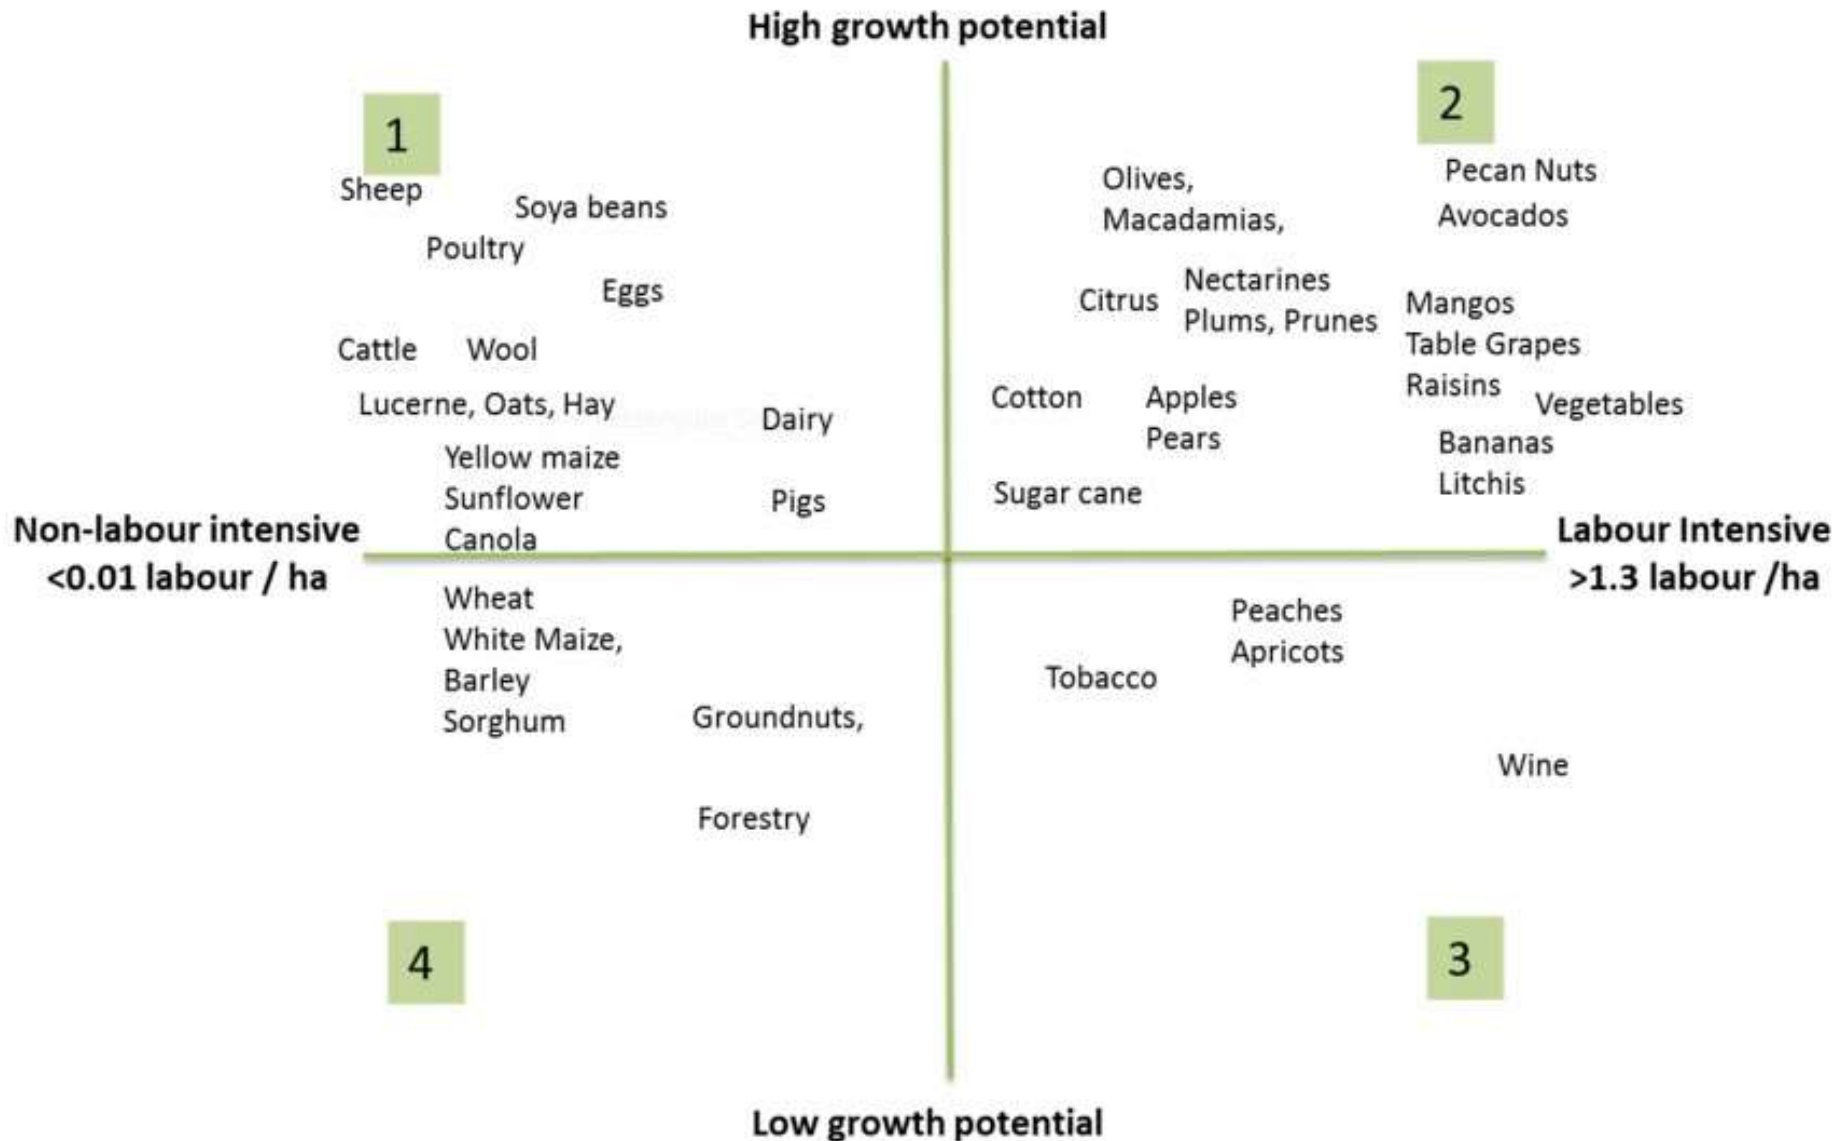 High growth potential
1
2
Sheep
Soya beans
Poultry
Eggs
Cattle
Wool
Lucerne, Oats, Hay
Dairy
Yellow maize
Sunflower
Canola
Pigs
Olives,
Macadamias,
Pecan Nuts
Avocados
Citrus
Nectarines
Plums, Prunes
Mangos
Table Grapes
Raisins
Vegetables
Cotton
Apples
Pears
Bananas
Litchis
Sugar cane
Non-labour intensive
<0.01 labour / ha
Labour Intensive
>1.3 labour /ha
Wheat
White Maize,
Barley
Sorghum
Groundnuts,
Forestry
Peaches
Apricots
Tobacco
Wine
4
3
Low growth potential